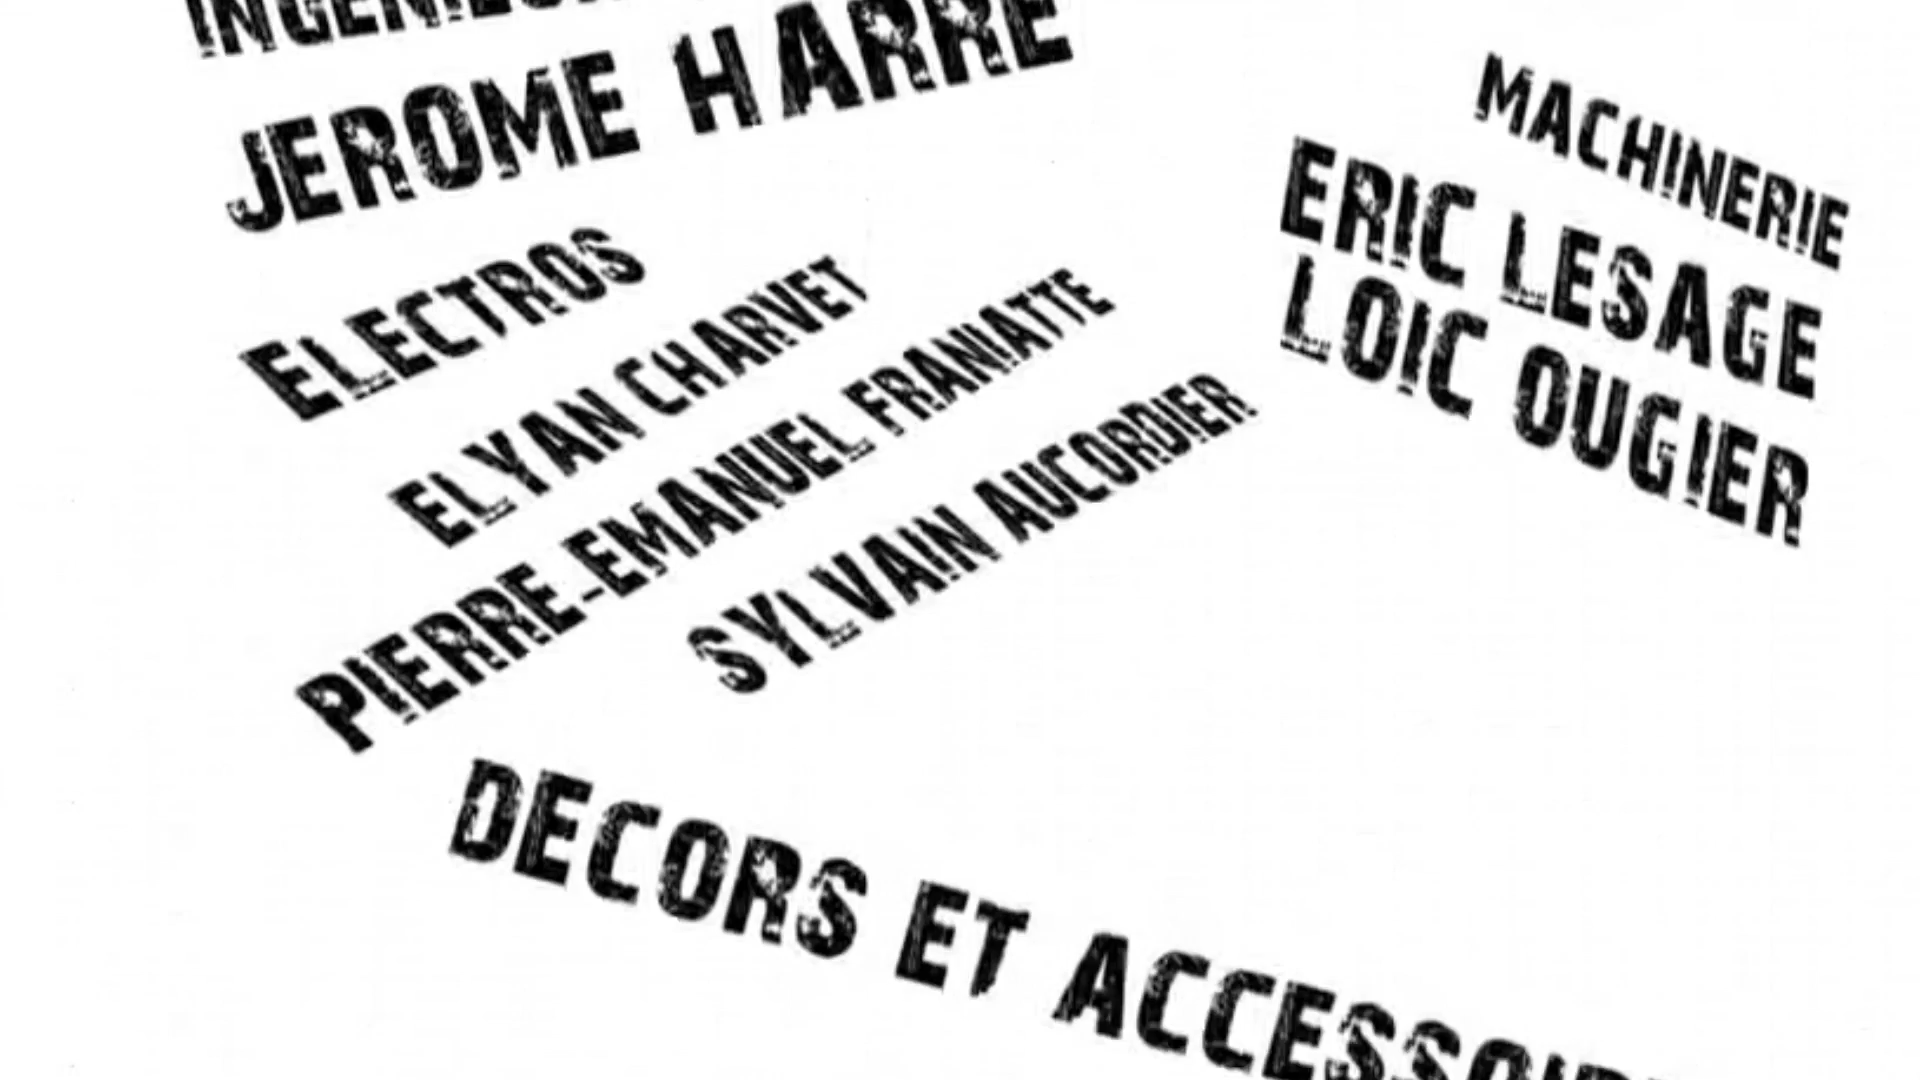 JEROME HARRE
ELECTROS
ELYAN CHARVET
PIERRE-EMANUEL FRANIATTE
SYLVAIN AUCORDIER
MACHINERIE
ERIC LESAGE
LOIC OUGIER
DECORS ET